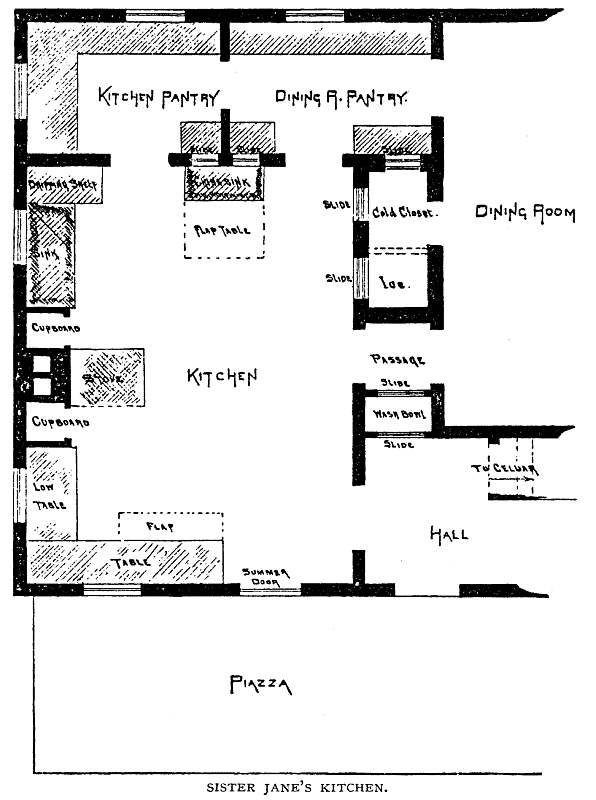 KITCHEN PANTRY
DINING R. PANTRY.
SLIDE
SLIDE
SLIDE
DRIPPING SHELF
SINK
FLAP TABLE
SLIDE
COLD CLOSET.
DINING ROOM
SINK
SLIDE
ICE.
CUPBOARD
PASSAGE
STOVE
KITCHEN
SLIDE
WASH BOWL
CUPBOARD
SLIDE
TO CELLAR
LOW
TABLE
FLAP
HALL
TABLE
SUMMER
DOOR
PIAZZA
SISTER JANE'S KITCHEN.